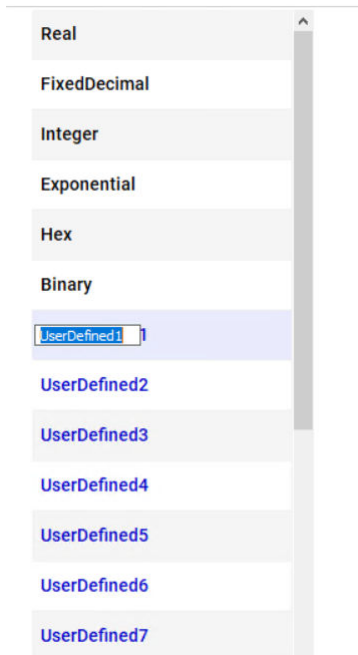 Real
FixedDecimal
Integer
Exponential
Hex
Binary
UserDefined1 1
UserDefined2
UserDefined3
UserDefined4
UserDefined5
UserDefined6
UserDefined7